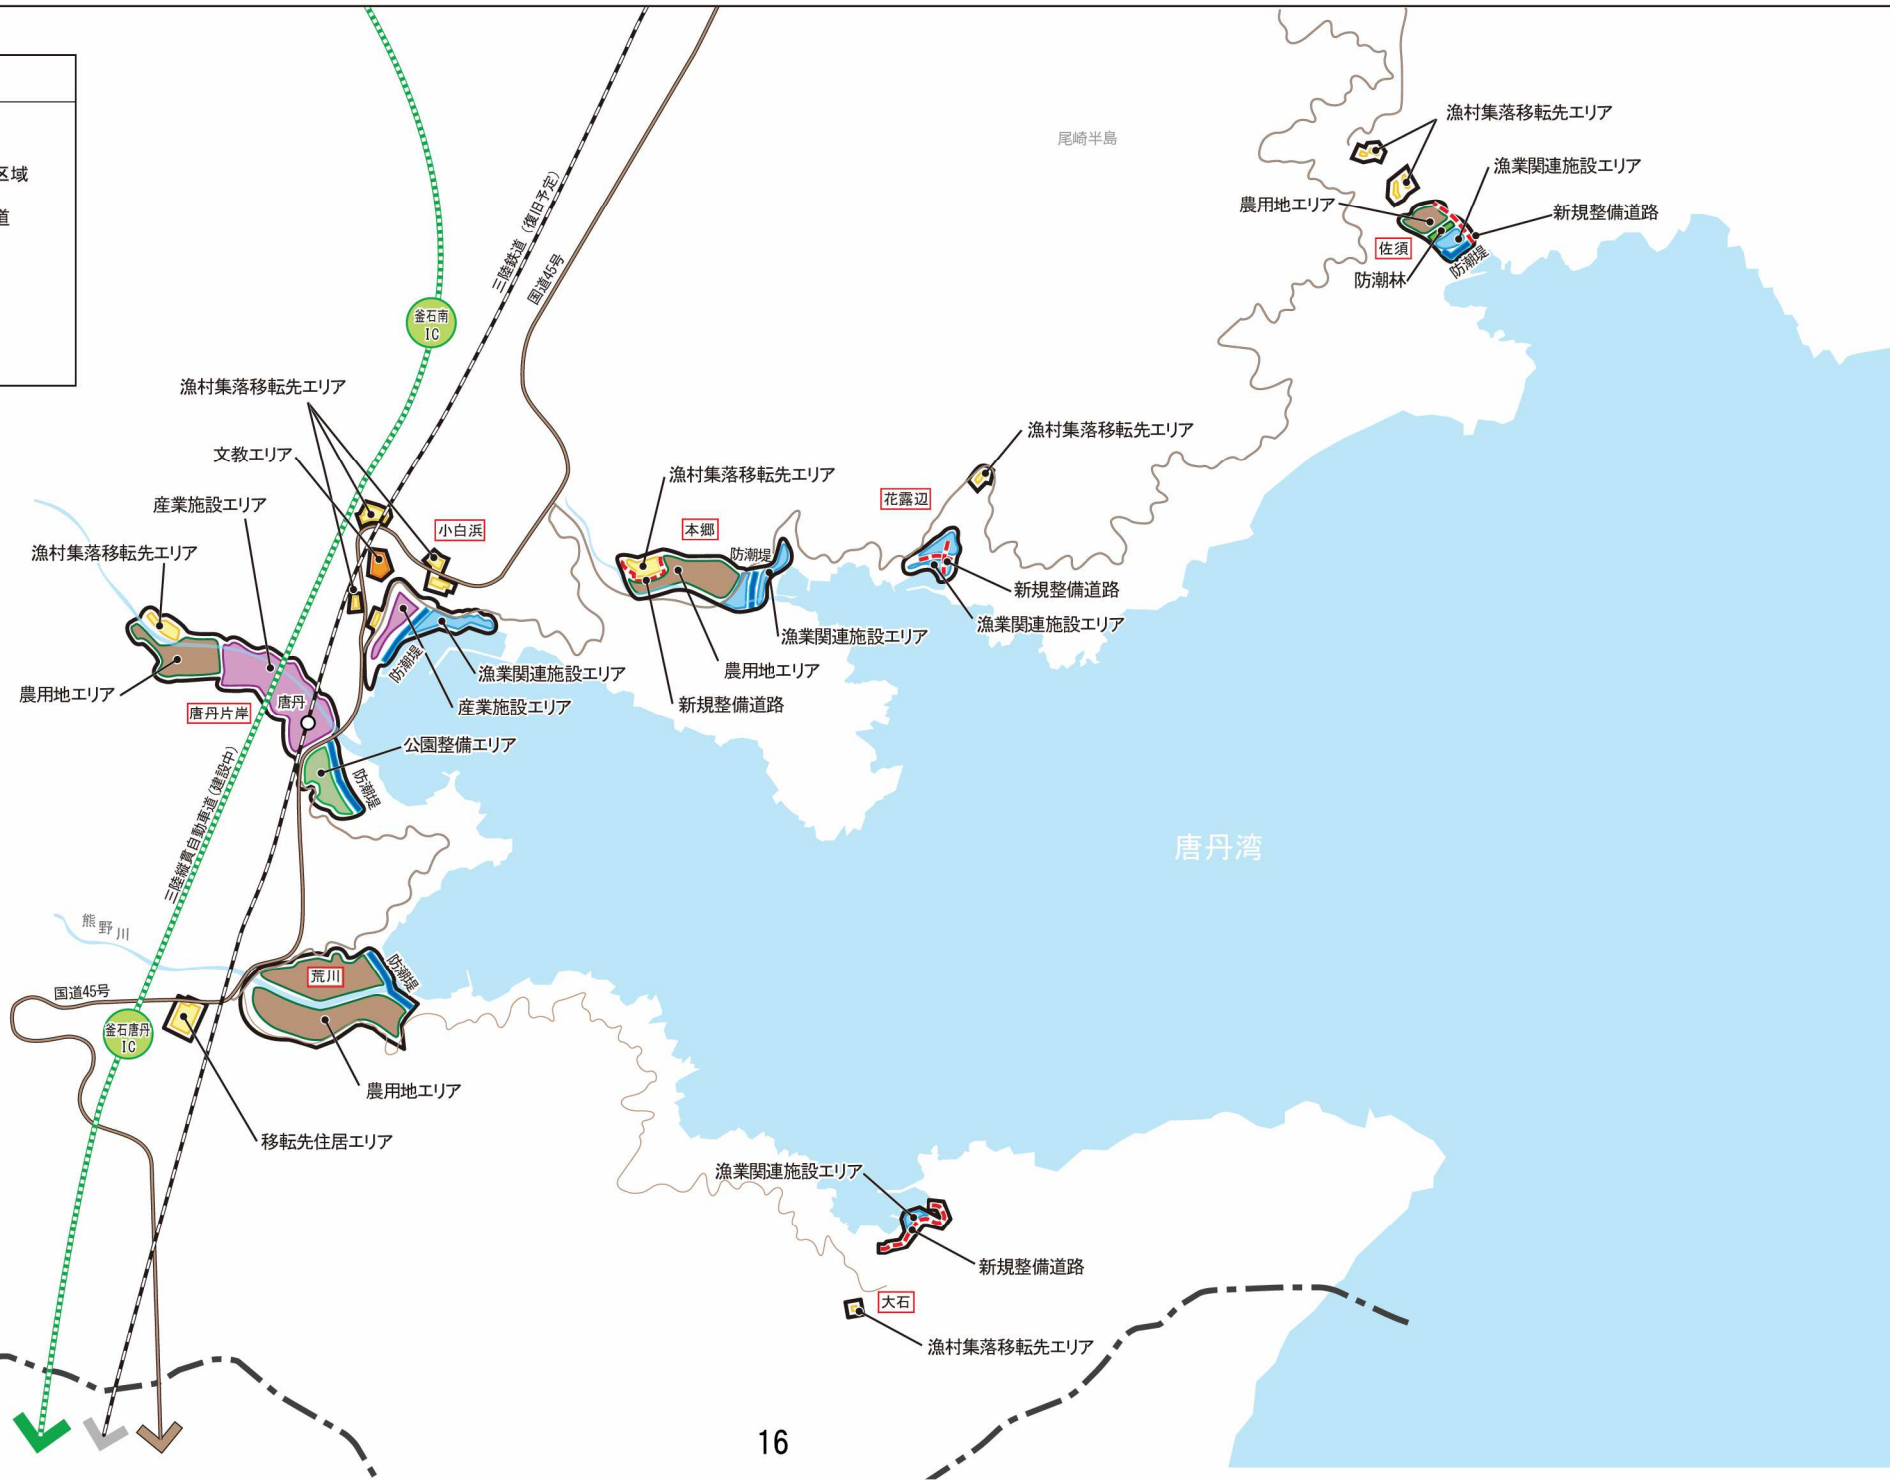 区域
道
尾崎半島
漁村集落移転先エリア
漁業関連施設エリア
農用地エリア
新規整備道路
佐須
防潮堤
防潮林
三陸鉄道(復旧予定)
国道45号
釜石南
IC
漁村集落移転先エリア
文教エリア
産業施設エリア
漁村集落移転先エリア
小白浜
農用地エリア
唐丹片岸
唐丹
防潮堤
漁業関連施設エリア
産業施設エリア
公園整備エリア
防潮堤
漁村集落移転先エリア
本郷
防潮堤
漁業関連施設エリア
農用地エリア
新規整備道路
漁村集落移転先エリア
花露辺
新規整備道路
漁業関連施設エリア
唐丹湾
三陸縦貫自動車道(建設中)
熊野川
国道45号
釜石唐丹
IC
荒川
防潮堤
農用地エリア
移転先住居エリア
漁業関連施設エリア
新規整備道路
大石
漁村集落移転先エリア
16